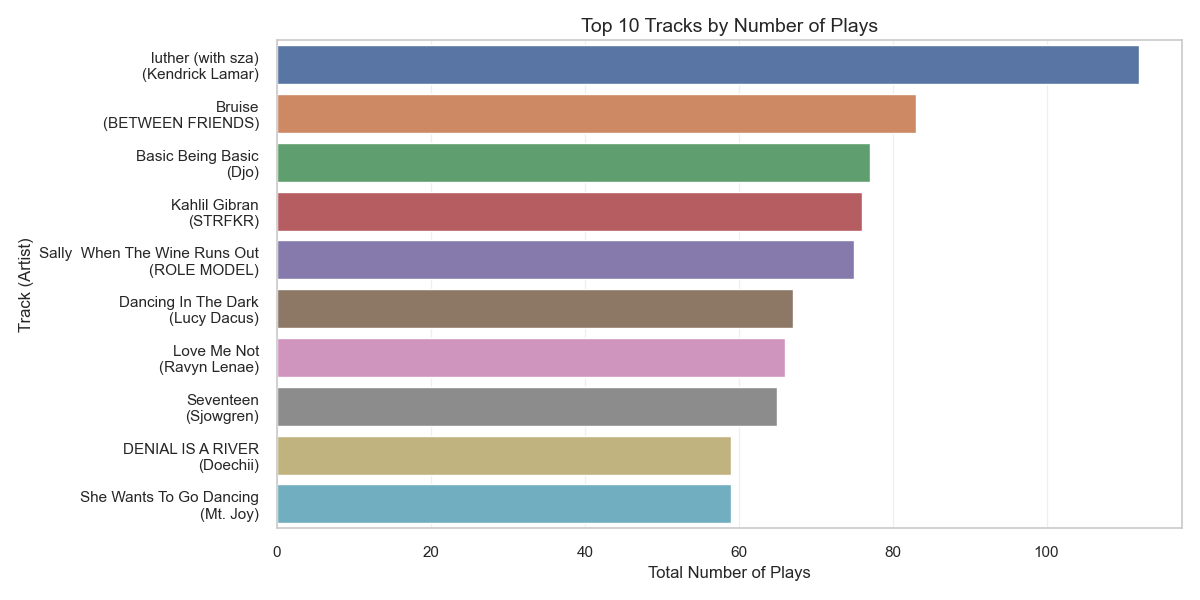 Top 10 Tracks by Number of Plays
luther (with sza)
(Kendrick Lamar)
Bruise
(BETWEEN FRIENDS)
Basic Being Basic
(Djo)
Kahlil Gibran
(STRFKR)
Sally  When The Wine Runs Out
(ROLE MODEL)
Dancing In The Dark
(Lucy Dacus)
Love Me Not
(Ravyn Lenae)
Seventeen
(Sjowgren)
DENIAL IS A RIVER
(Doechii)
She Wants To Go Dancing
(Mt. Joy)
Track (Artist)
0 20 40 60 80 100
Total Number of Plays